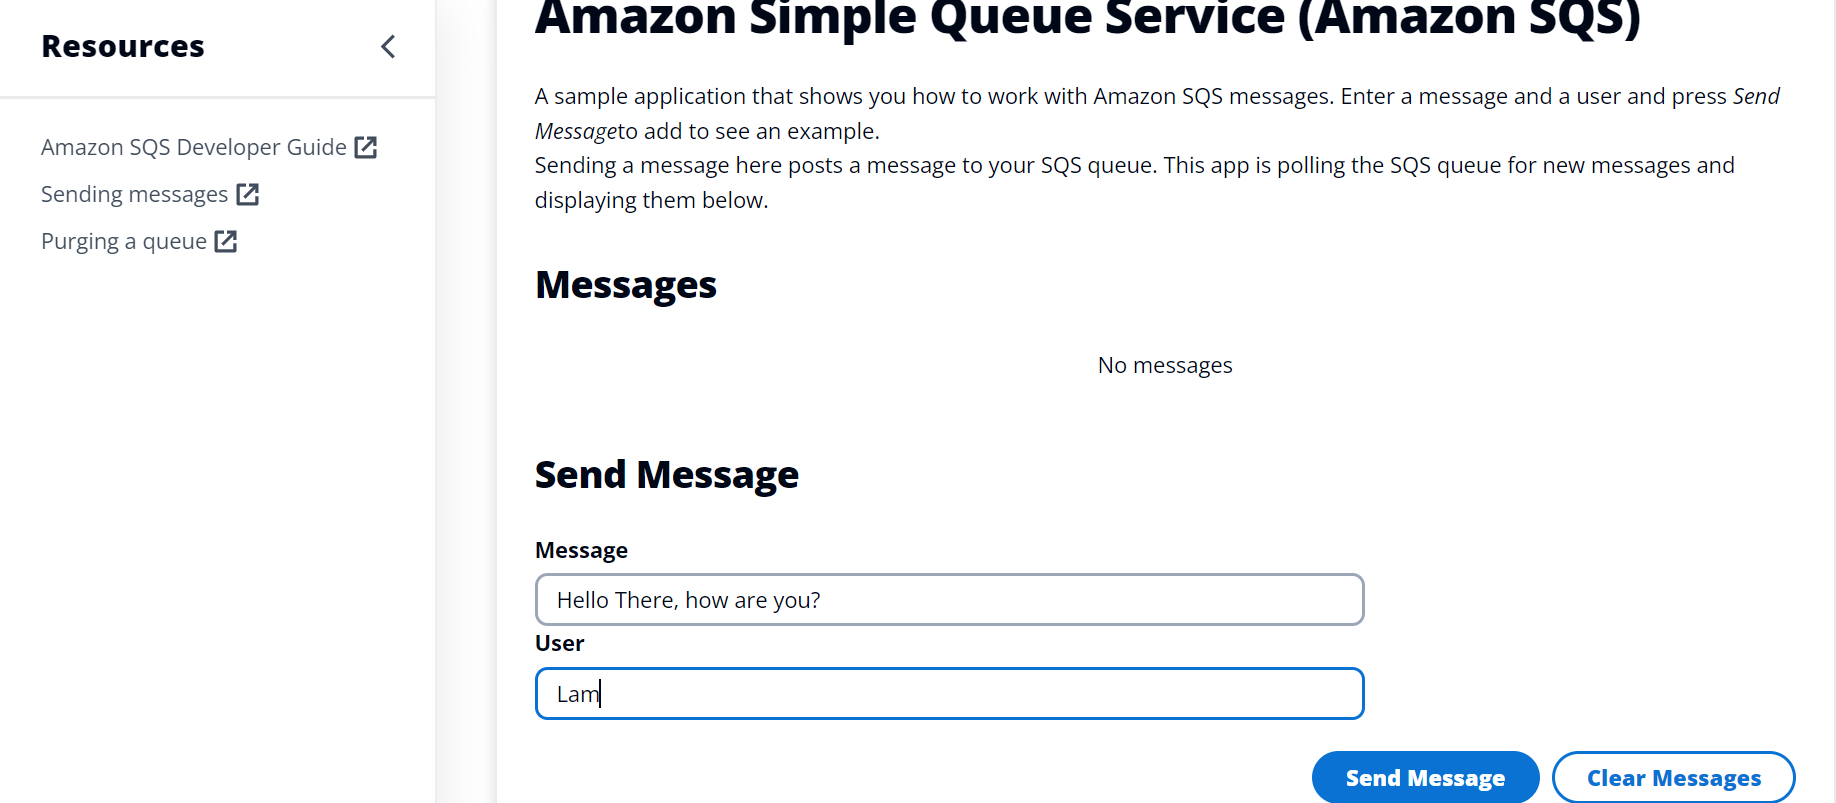 Resources
Amazon SQS Developer Guide
Sending messages
Purging a queue
Amazon Simple Queue Service (Amazon SQS)
A sample application that shows you how to work with Amazon SQS messages. Enter a message and a user and press Send
Messageto add to see an example.
Sending a message here posts a message to your SQS queue. This app is polling the SQS queue for new messages and
displaying them below.
Messages
No messages
Send Message
Message
Hello There, how are you?
User
Lam
Send Message Clear Messages